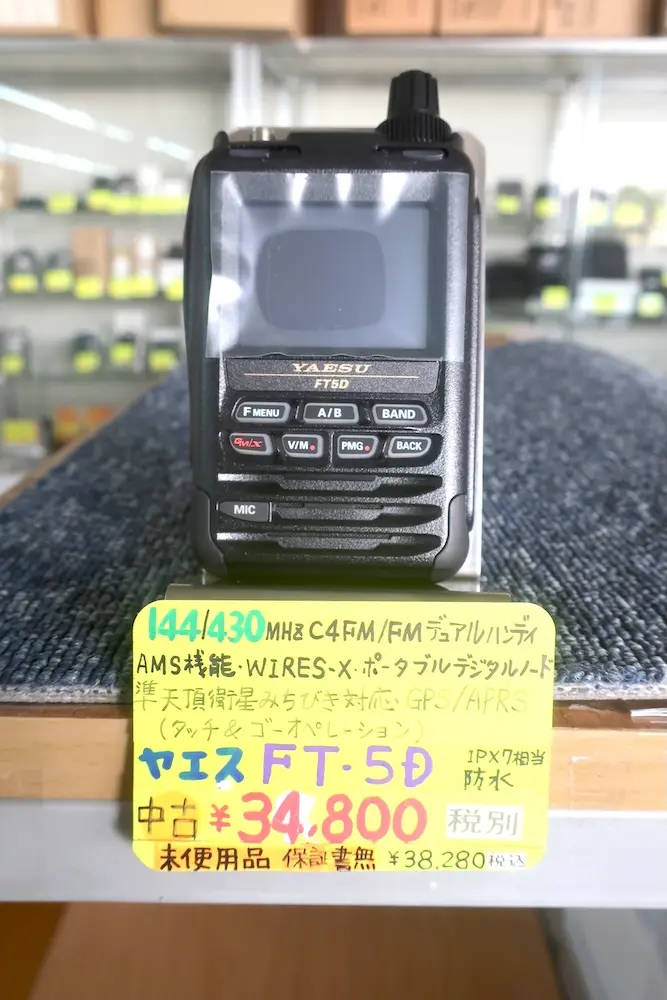 YAESU
FT5D
F MENU A/B BAND
GM/X V/M PMG BACK
MIC
144/430MHz C4FM/FMデュアルハンディ
AMS機能・WIRES-X・ポータブルデジタルノード
準天頂衛星みちびき対応 GPS/APRS
(タッチ&ゴーオペレーション)
ヤエス FT-5D IPX7相当
防水
中古 ¥34,800 税別
未使用品 保証書無 ¥38,280税込